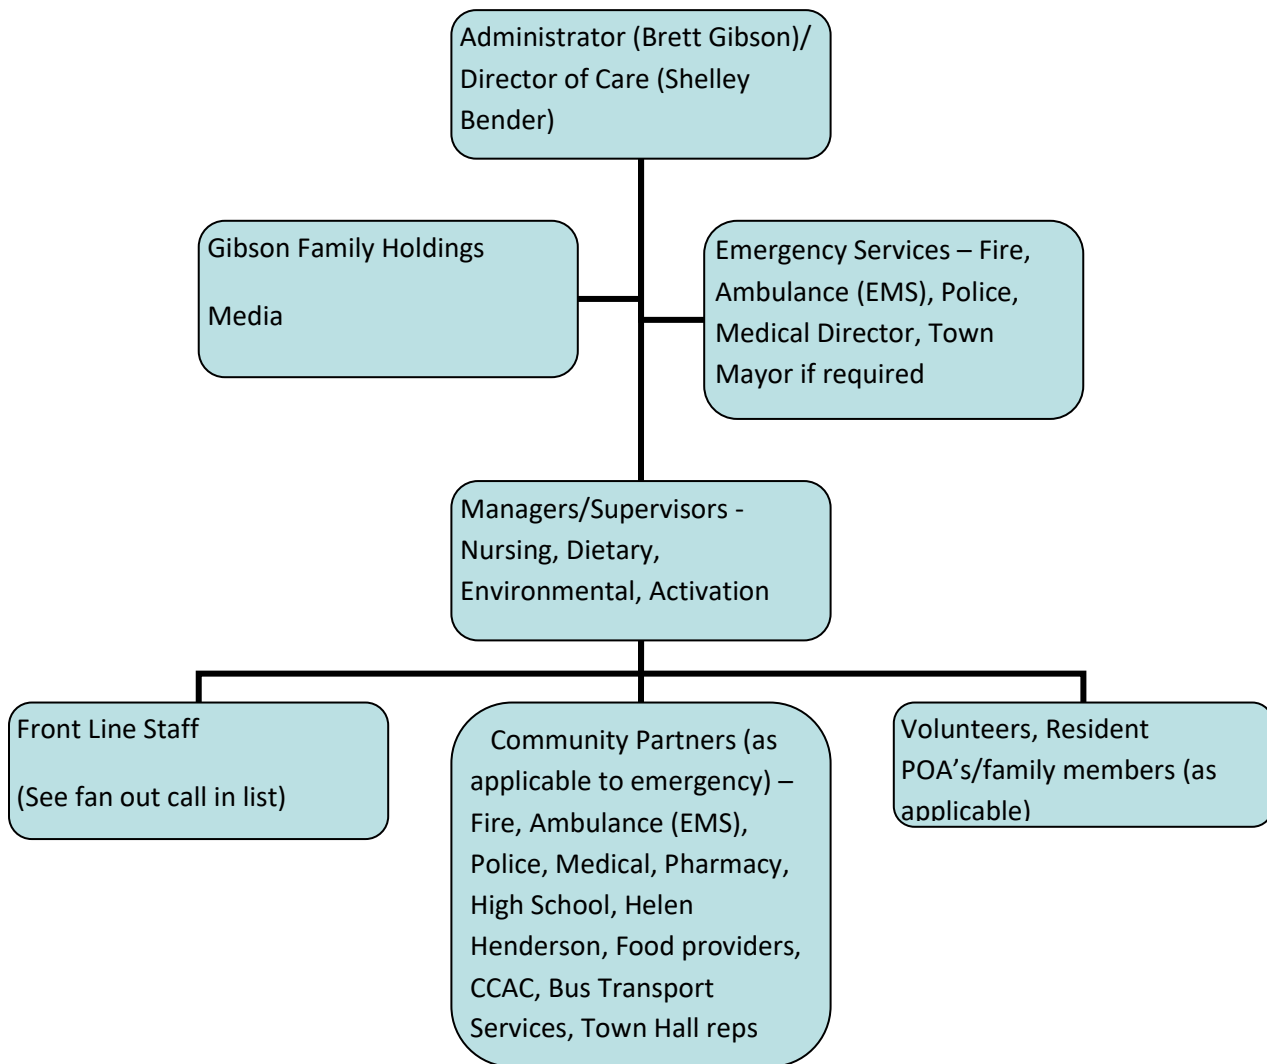 Administrator (Brett Gibson)/
Director of Care (Shelley
Bender)
Gibson Family Holdings
Media
Emergency Services – Fire,
Ambulance (EMS), Police,
Medical Director, Town
Mayor if required
Managers/Supervisors -
Nursing, Dietary,
Environmental, Activation
Front Line Staff
(See fan out call in list)
Community Partners (as
applicable to emergency) –
Fire, Ambulance (EMS),
Police, Medical, Pharmacy,
High School, Helen
Henderson, Food providers,
CCAC, Bus Transport
Services, Town Hall reps
Volunteers, Resident
POA’s/family members (as
applicable)